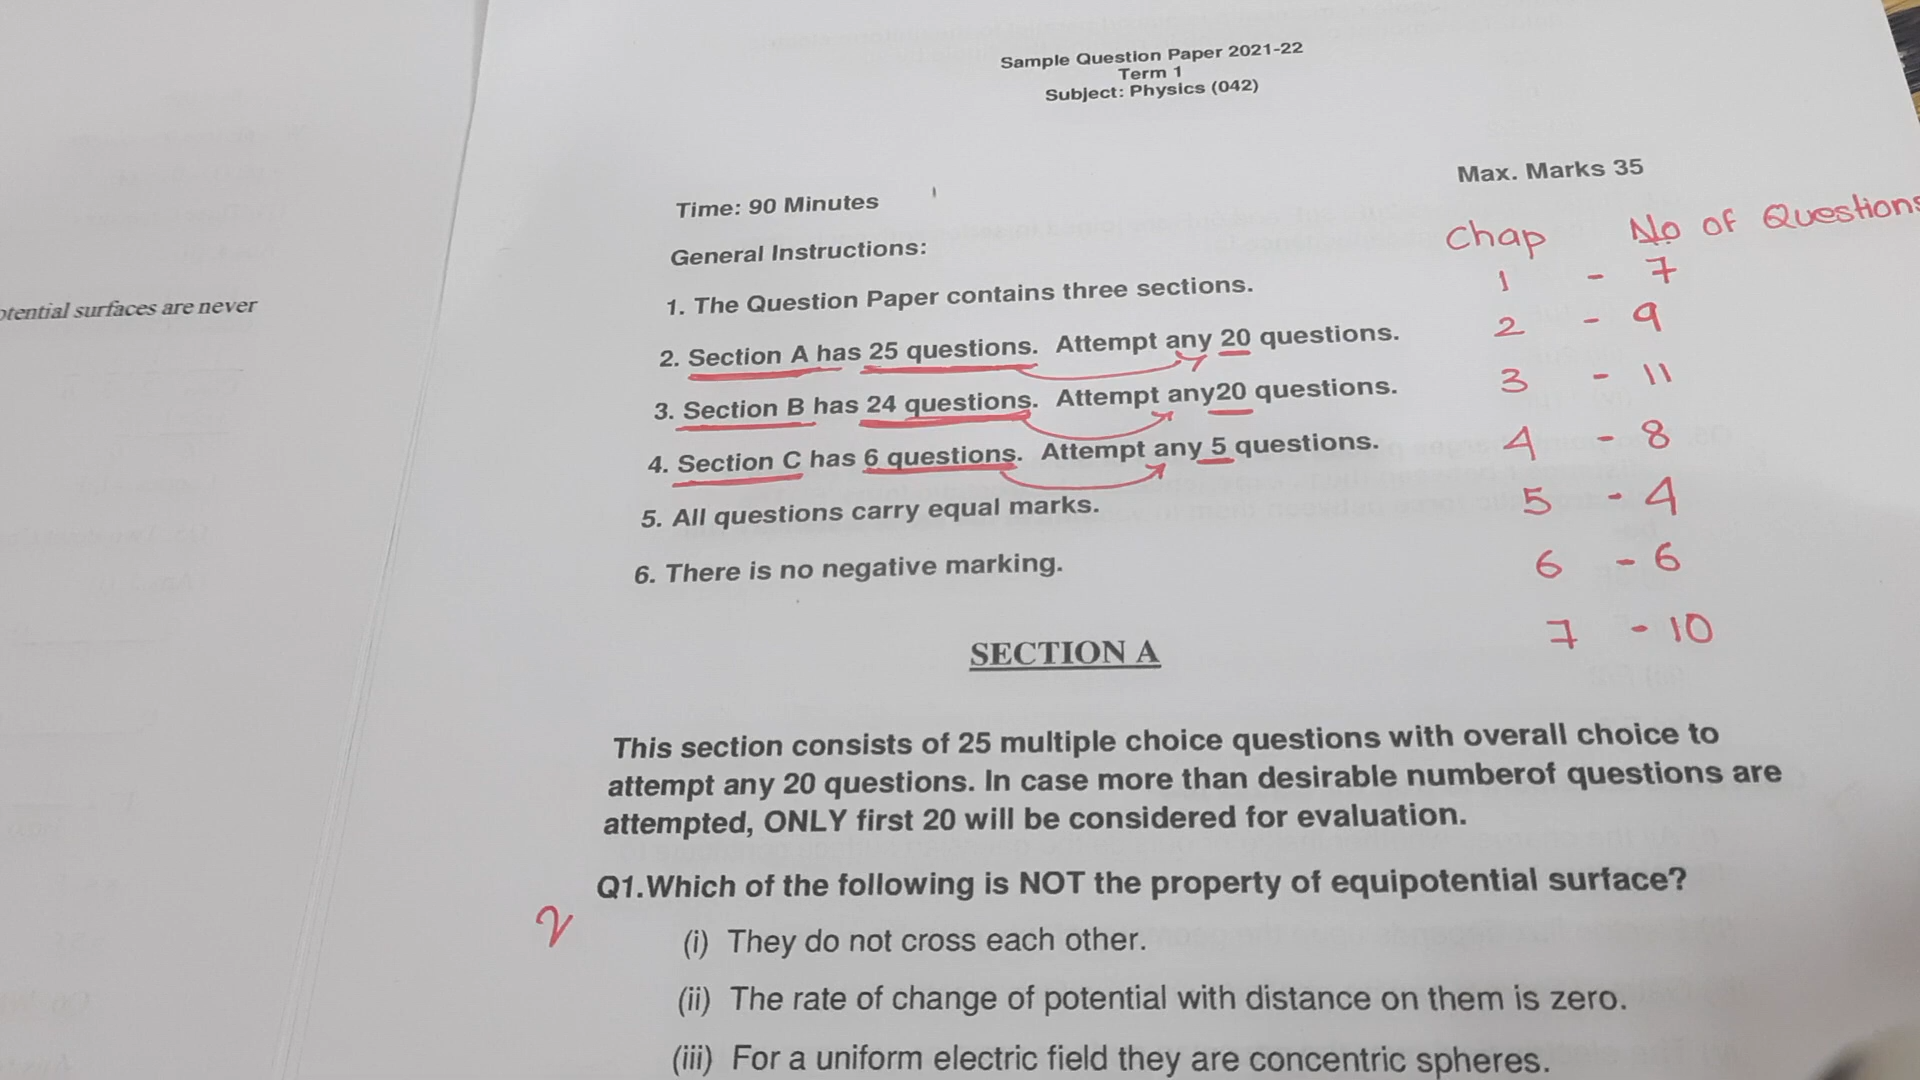 Sample Question Paper 2021-22
Term 1
Subject: Physics (042)
Max. Marks 35
Time: 90 Minutes
General Instructions:
1. The Question Paper contains three sections.
2. Section A has 25 questions. Attempt any 20 questions.
3. Section B has 24 questions. Attempt any20 questions.
4. Section C has 6 questions. Attempt any 5 questions.
5. All questions carry equal marks.
6. There is no negative marking.
Chap No of Questions
1 - 7
2 - 9
3 - 11
4 - 8
5 - 4
6 - 6
7 - 10
surfaces are never
SECTION A
This section consists of 25 multiple choice questions with overall choice to
attempt any 20 questions. In case more than desirable numberof questions are
attempted, ONLY first 20 will be considered for evaluation.
Q1.Which of the following is NOT the property of equipotential surface?
2
(i) They do not cross each other.
(ii) The rate of change of potential with distance on them is zero.
(iii) For a uniform electric field they are concentric spheres.